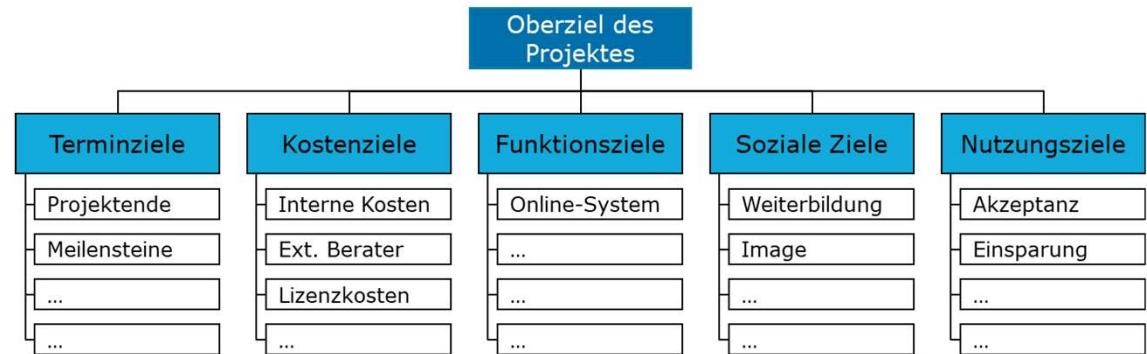 Oberziel des
Projektes
Terminziele
Projektende
Meilensteine
...
...
Kostenziele
Interne Kosten
Ext. Berater
Lizenzkosten
...
Funktionsziele
Online-System
...
...
...
Soziale Ziele
Weiterbildung
Image
...
...
Nutzungsziele
Akzeptanz
Einsparung
...
...